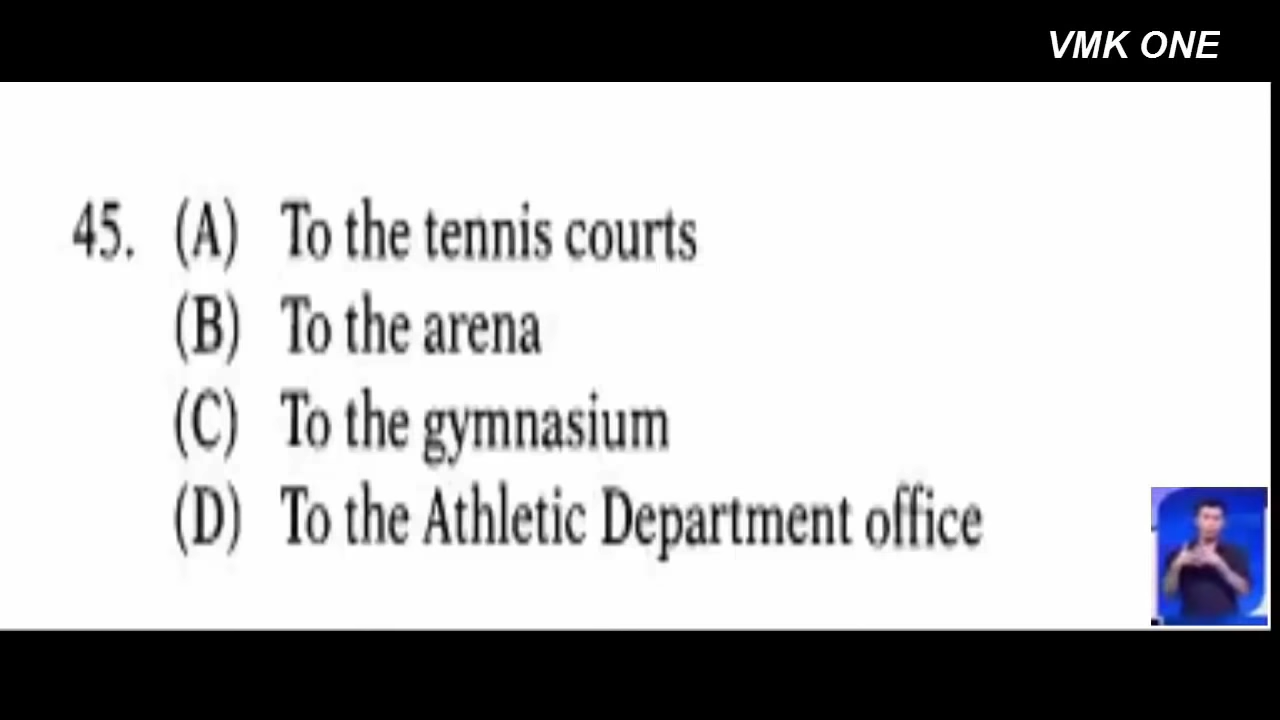 VMK ONE
45. (A) To the tennis courts
(B) To the arena
(C) To the gymnasium
(D) To the Athletic Department office